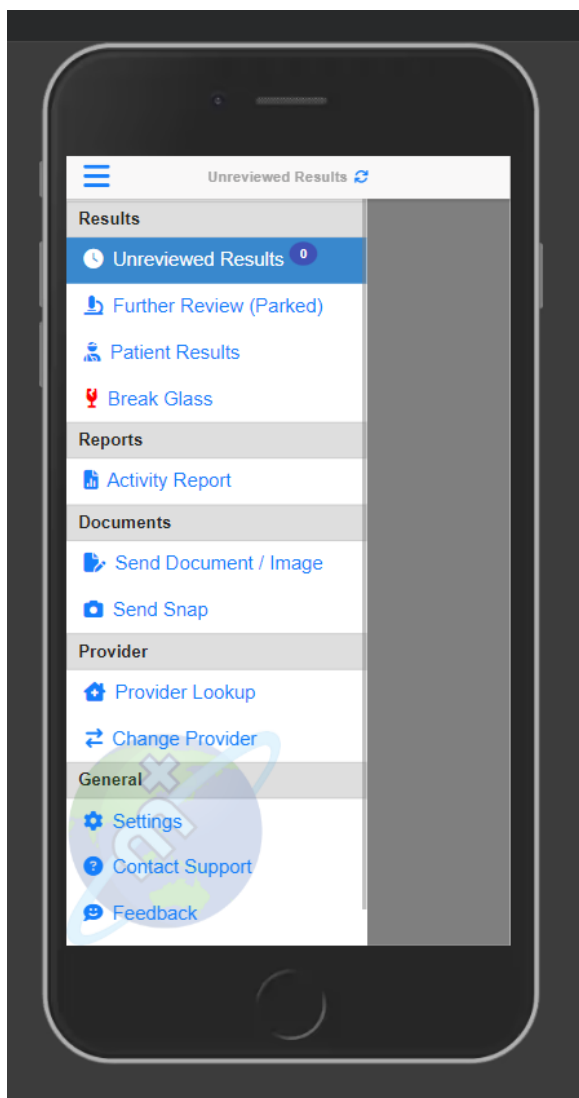 Unreviewed Results
Results
Unreviewed Results 0
Further Review (Parked)
Patient Results
Break Glass
Reports
Activity Report
Documents
Send Document / Image
Send Snap
Provider
Provider Lookup
Change Provider
General
Settings
Contact Support
Feedback